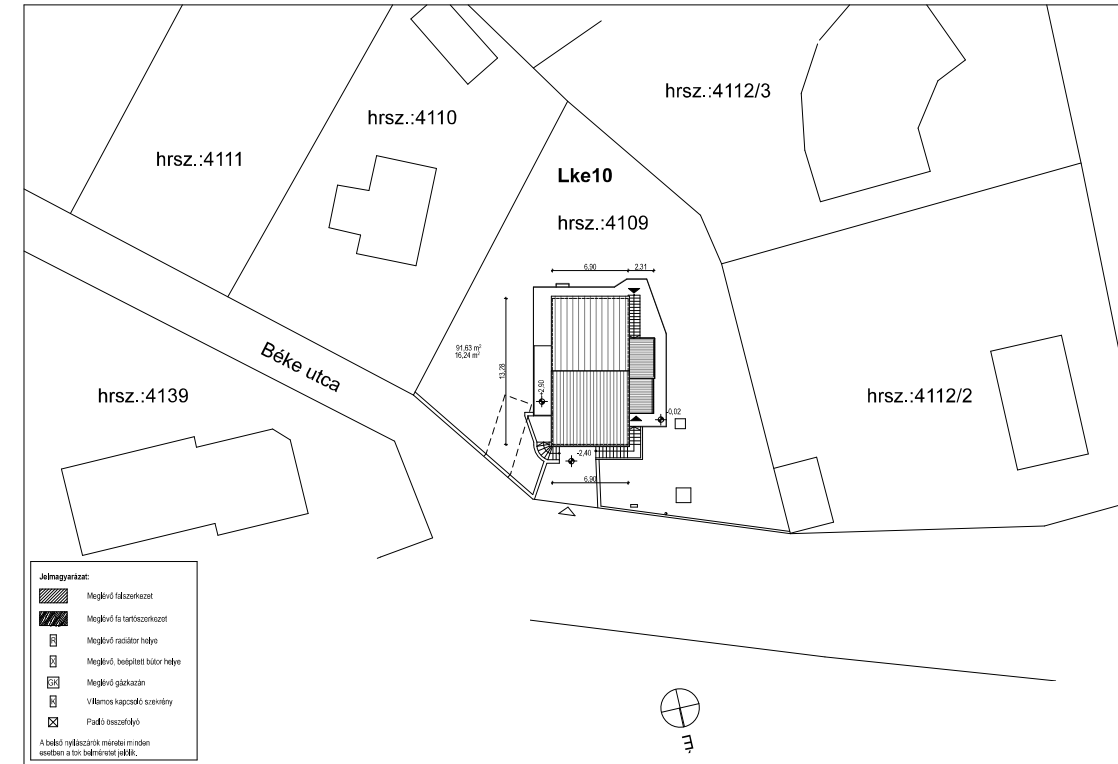 hrsz.:4112/3
hrsz.:4110
hrsz.:4111
Lke10
hrsz.:4109
6,90
2,31
91,63 m²
16,24 m²
13,28
-2,90
Béke utca
hrsz.:4139
hrsz.:4112/2
-0,02
-2,40
6,90
Jelmagyarázat:
Meglévő falszerkezet
Meglévő fa tartószerkezet
R Meglévő radiátor helye
X Meglévő, beépített bútor helye
GK Meglévő gázkazán
K Villamos kapcsoló szekrény
Padló összefolyó
A belső nyílászárók méretei minden
esetben a tok belméretet jelölik.
É.